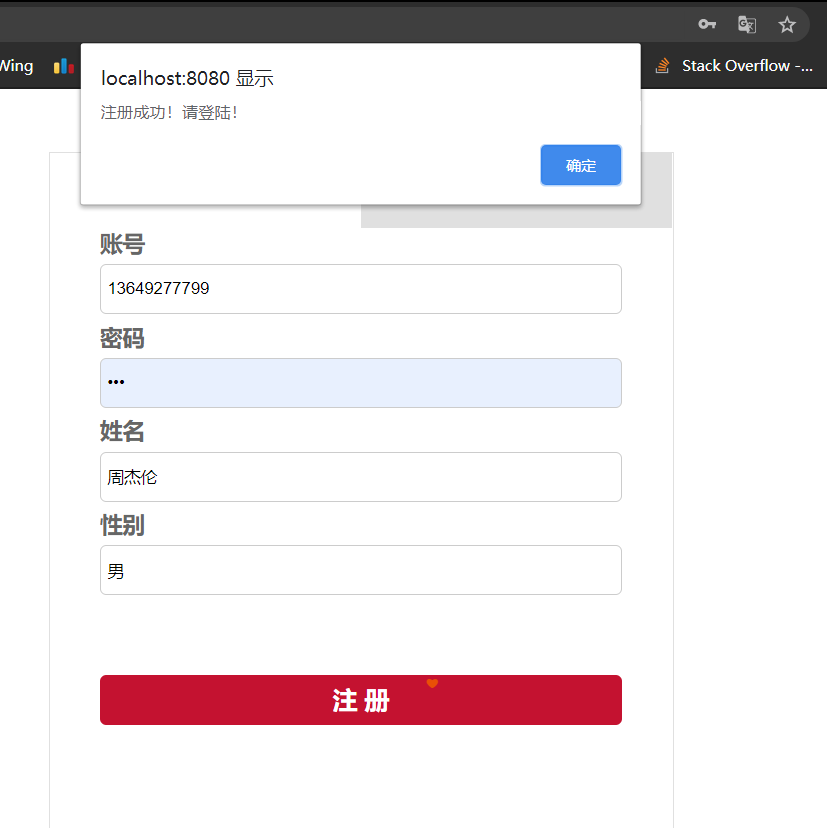 Wing
Stack Overflow -...
localhost:8080 显示
注册成功！请登陆！
确定
账号
13649277799
密码
•••
姓名
周杰伦
性别
男
注 册